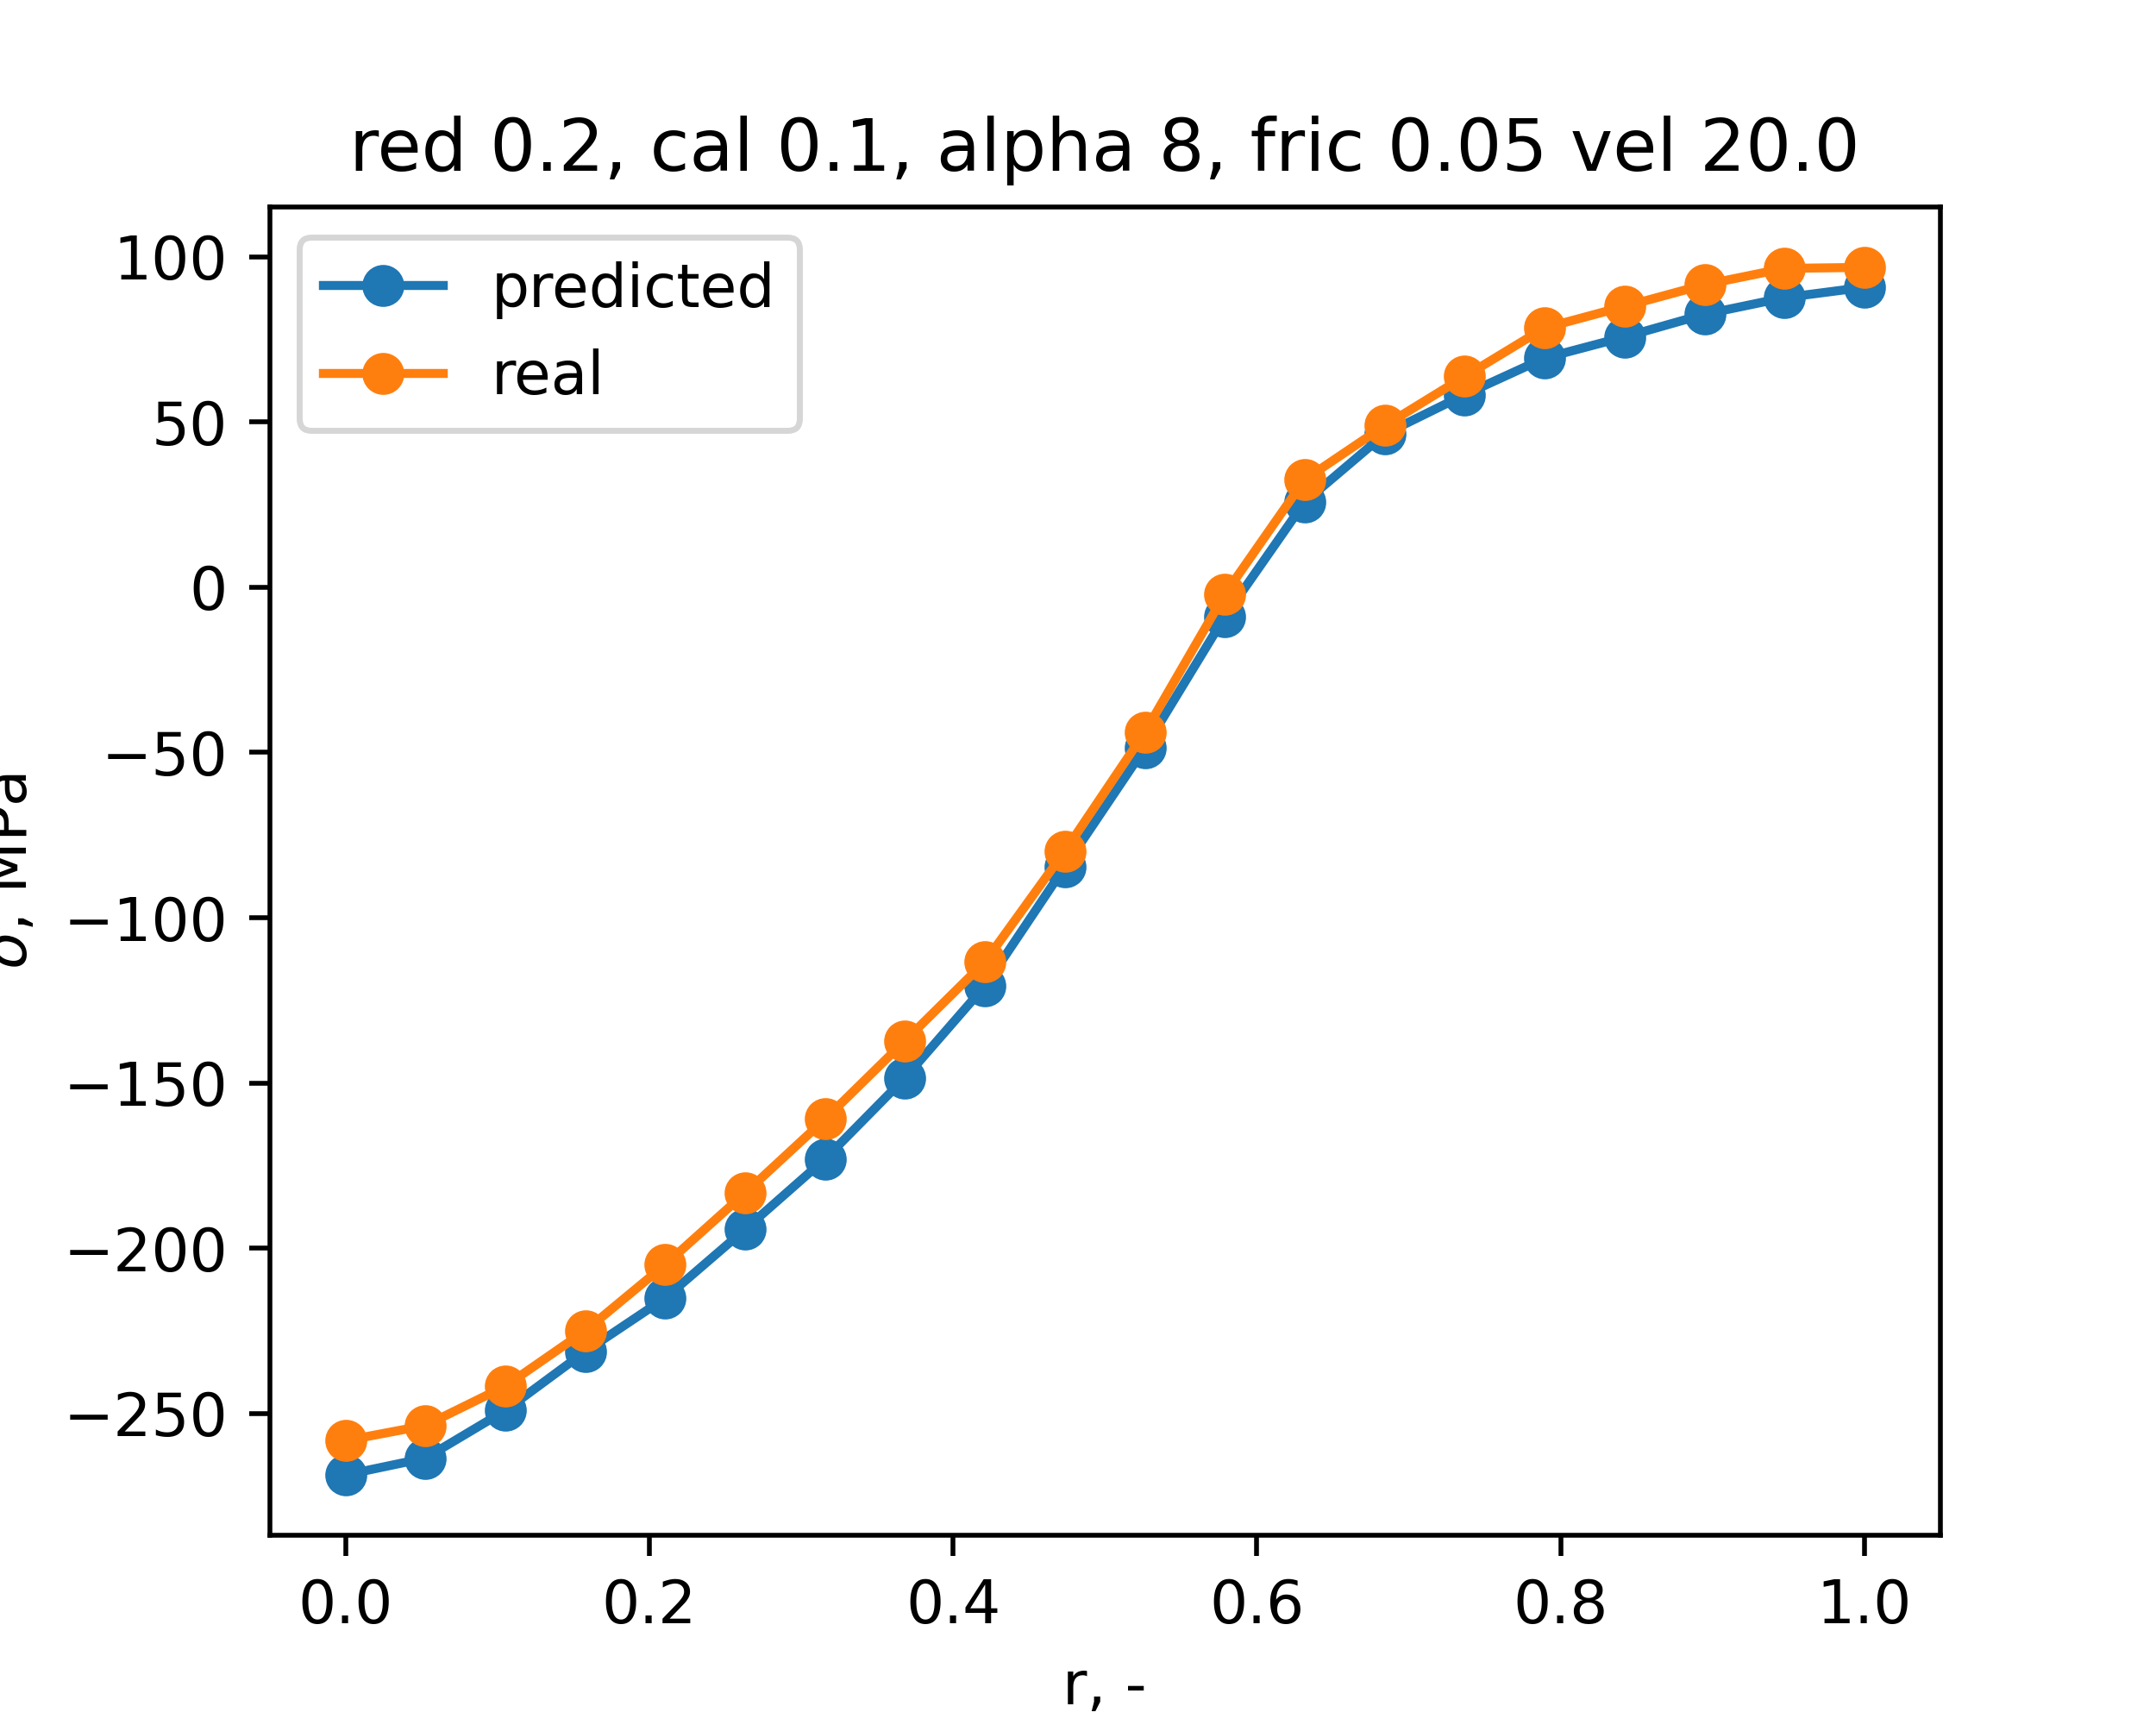 red 0.2, cal 0.1, alpha 8, fric 0.05 vel 20.0
predicted
real
100
50
0
−50
−100
−150
−200
−250
σ, MPa
0.0 0.2 0.4 0.6 0.8 1.0
r, -